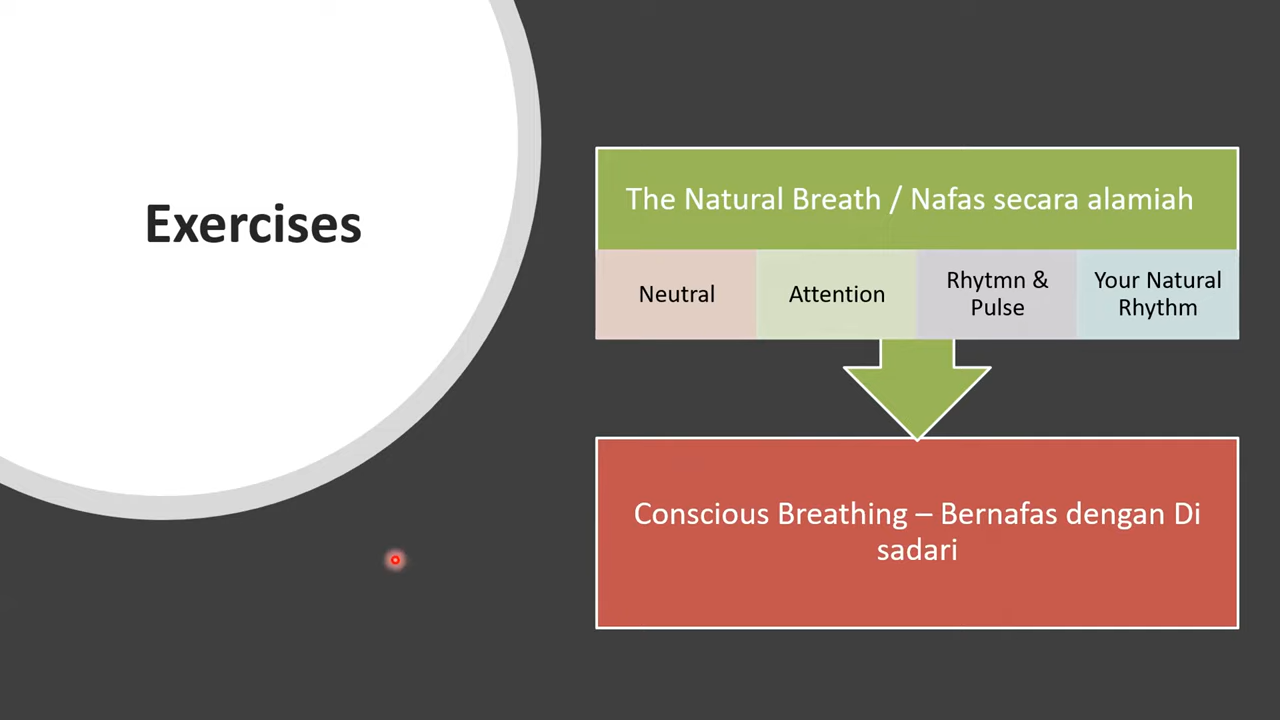 Exercises
The Natural Breath / Nafas secara alamiah
Neutral
Attention
Rhytmn &
Pulse
Your Natural
Rhythm
Conscious Breathing – Bernafas dengan Di
sadari